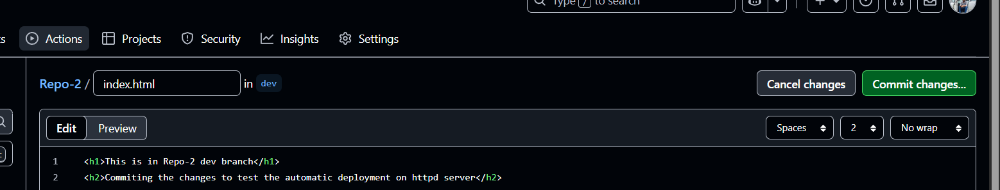 Type / to search
Actions Projects Security Insights Settings
Repo-2 / index.html in dev Cancel changes Commit changes...
Edit Preview Spaces 2 No wrap
1 <h1>This is in Repo-2 dev branch</h1>
2 <h2>Commiting the changes to test the automatic deployment on httpd server</h2>